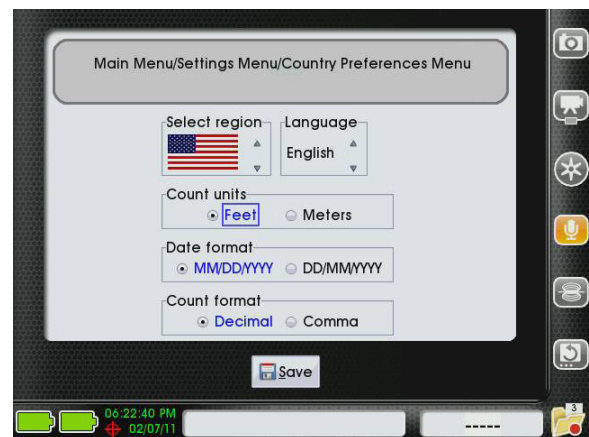 Main Menu/Settings Menu/Country Preferences Menu
Select region
Language
English
Count units
Feet
Meters
Date format
MM/DD/YYYY
DD/MM/YYYY
Count format
Decimal
Comma
Save
06:22:40 PM
02/07/11
-----
3